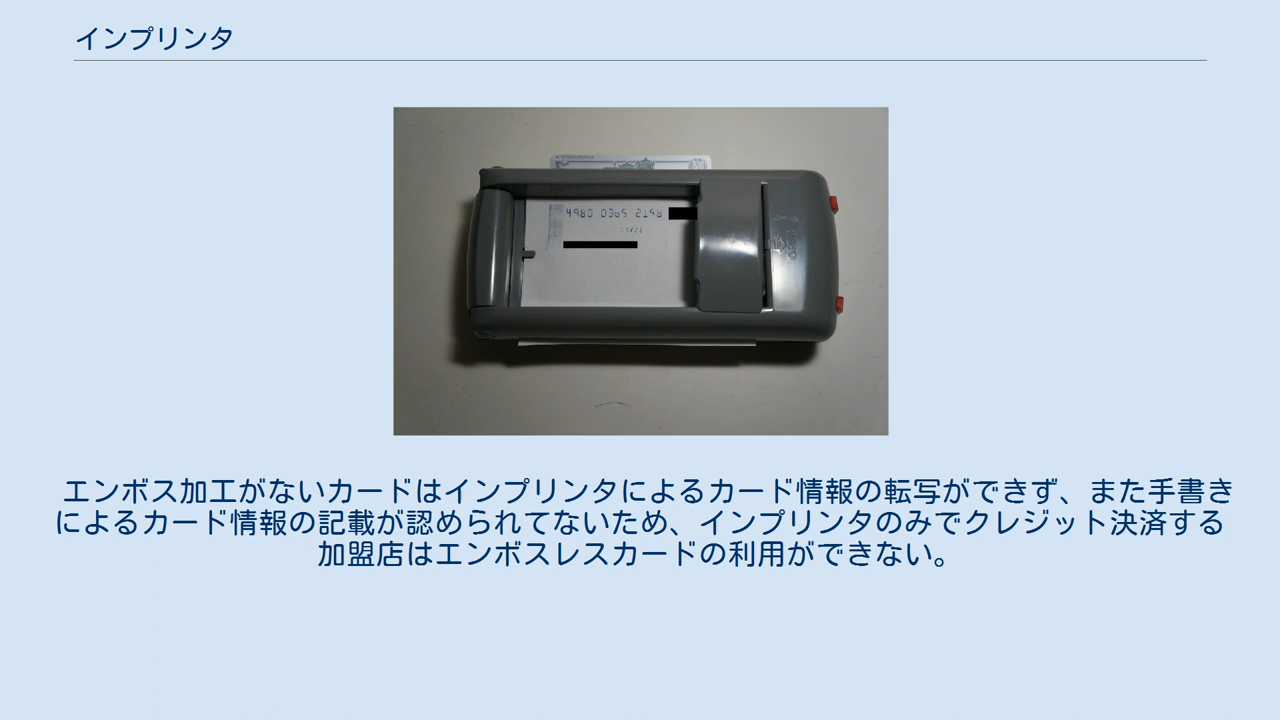 インプリンタ
4980 0365 2198
エンボス加工がないカードはインプリンタによるカード情報の転写ができず、また手書き
によるカード情報の記載が認められてないため、インプリンタのみでクレジット決済する
加盟店はエンボスレスカードの利用ができない。